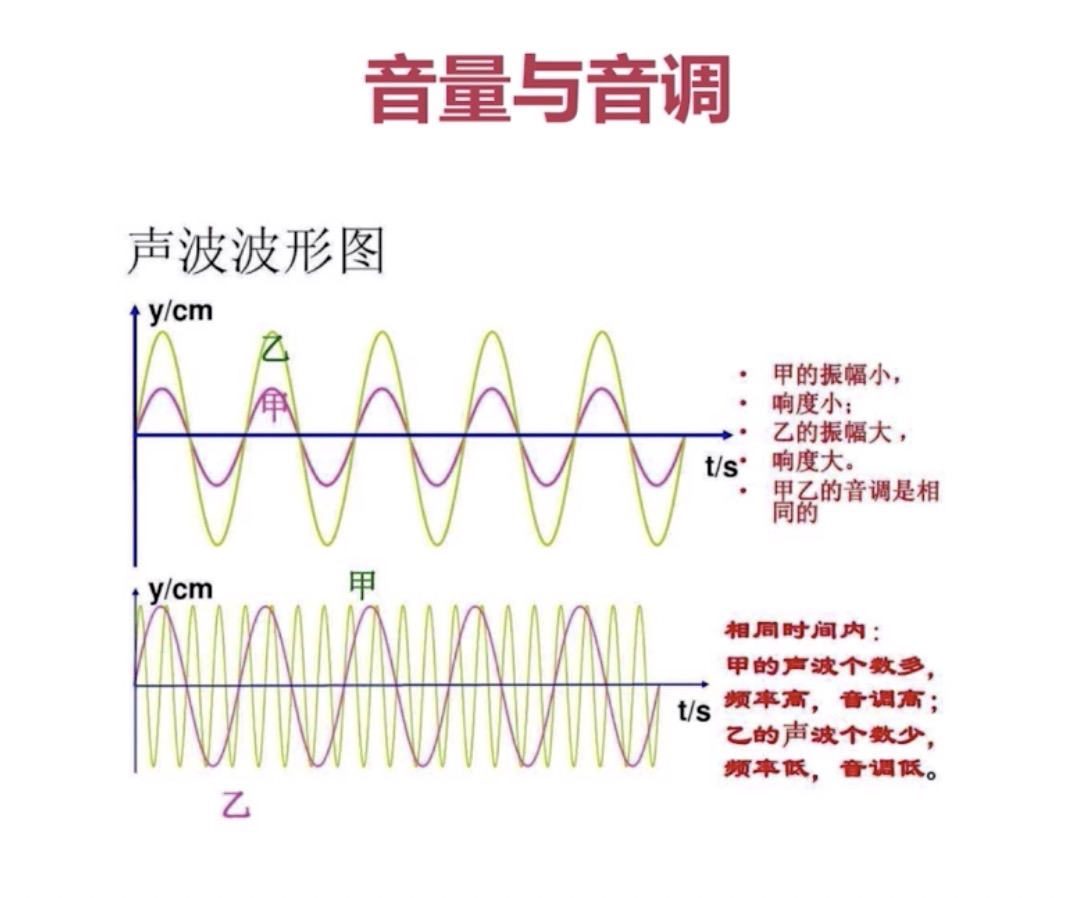 音量与音调
声波波形图
y/cm
乙
甲
t/s
• 甲的振幅小，
• 响度小；
• 乙的振幅大，
• 响度大。
• 甲乙的音调是相
同的
y/cm
甲
t/s
乙
相同时间内：
甲的声波个数多，
频率高，音调高；
乙的声波个数少，
频率低，音调低。